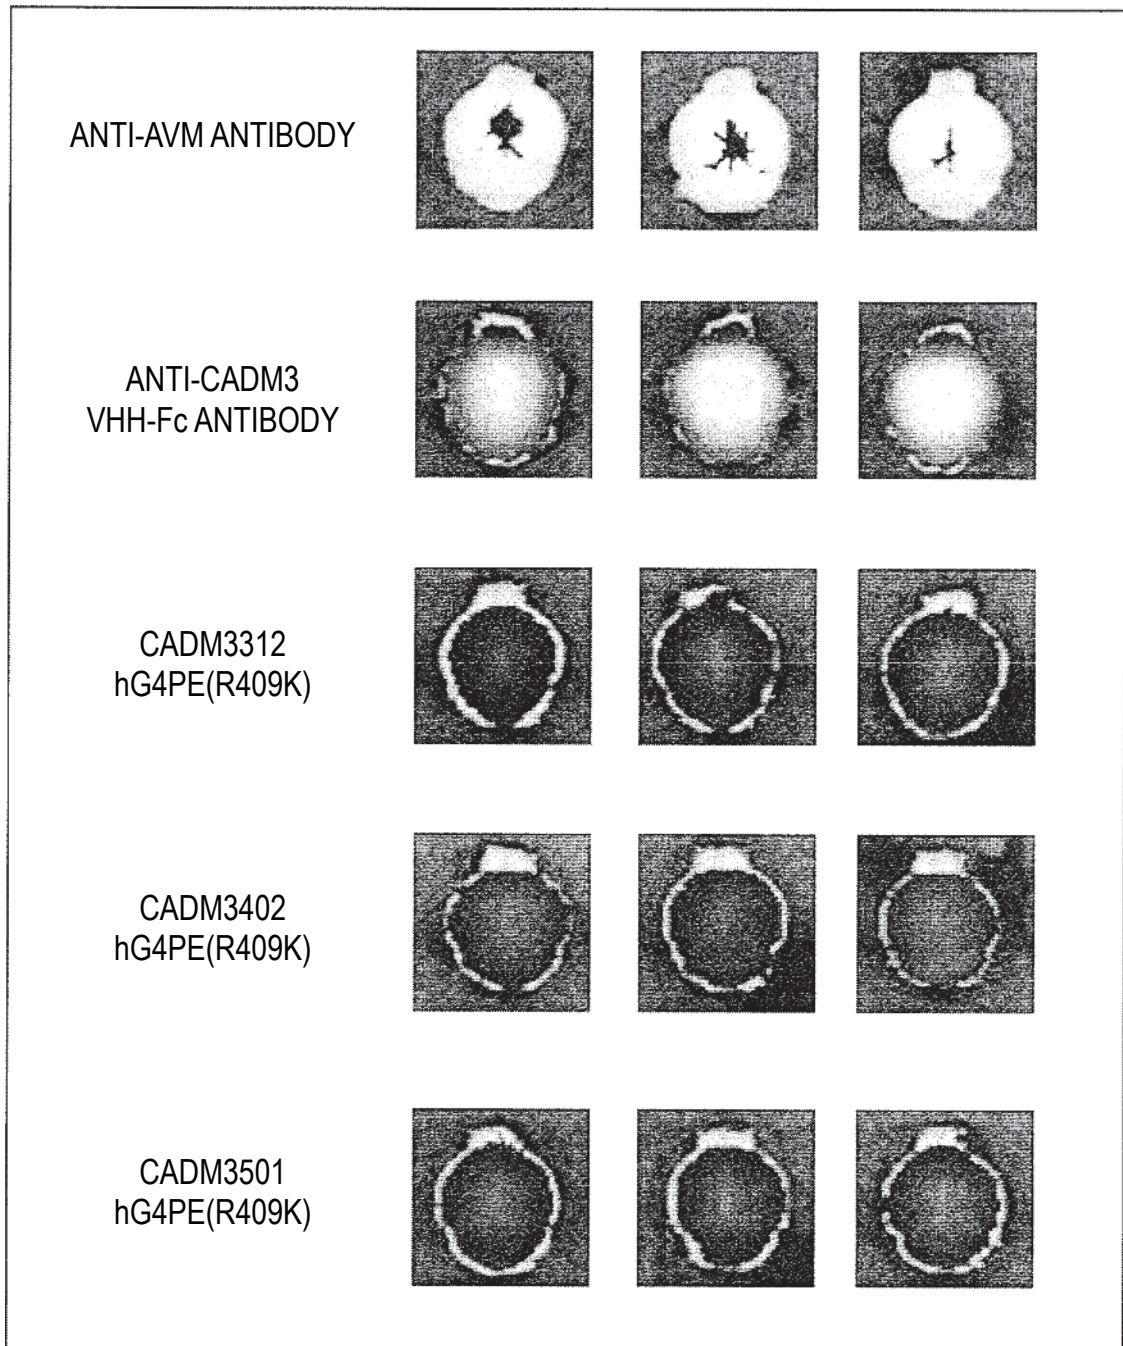 ANTI-AVM ANTIBODY
ANTI-CADM3
VHH-Fc ANTIBODY
CADM3312
hG4PE(R409K)
CADM3402
hG4PE(R409K)
CADM3501
hG4PE(R409K)